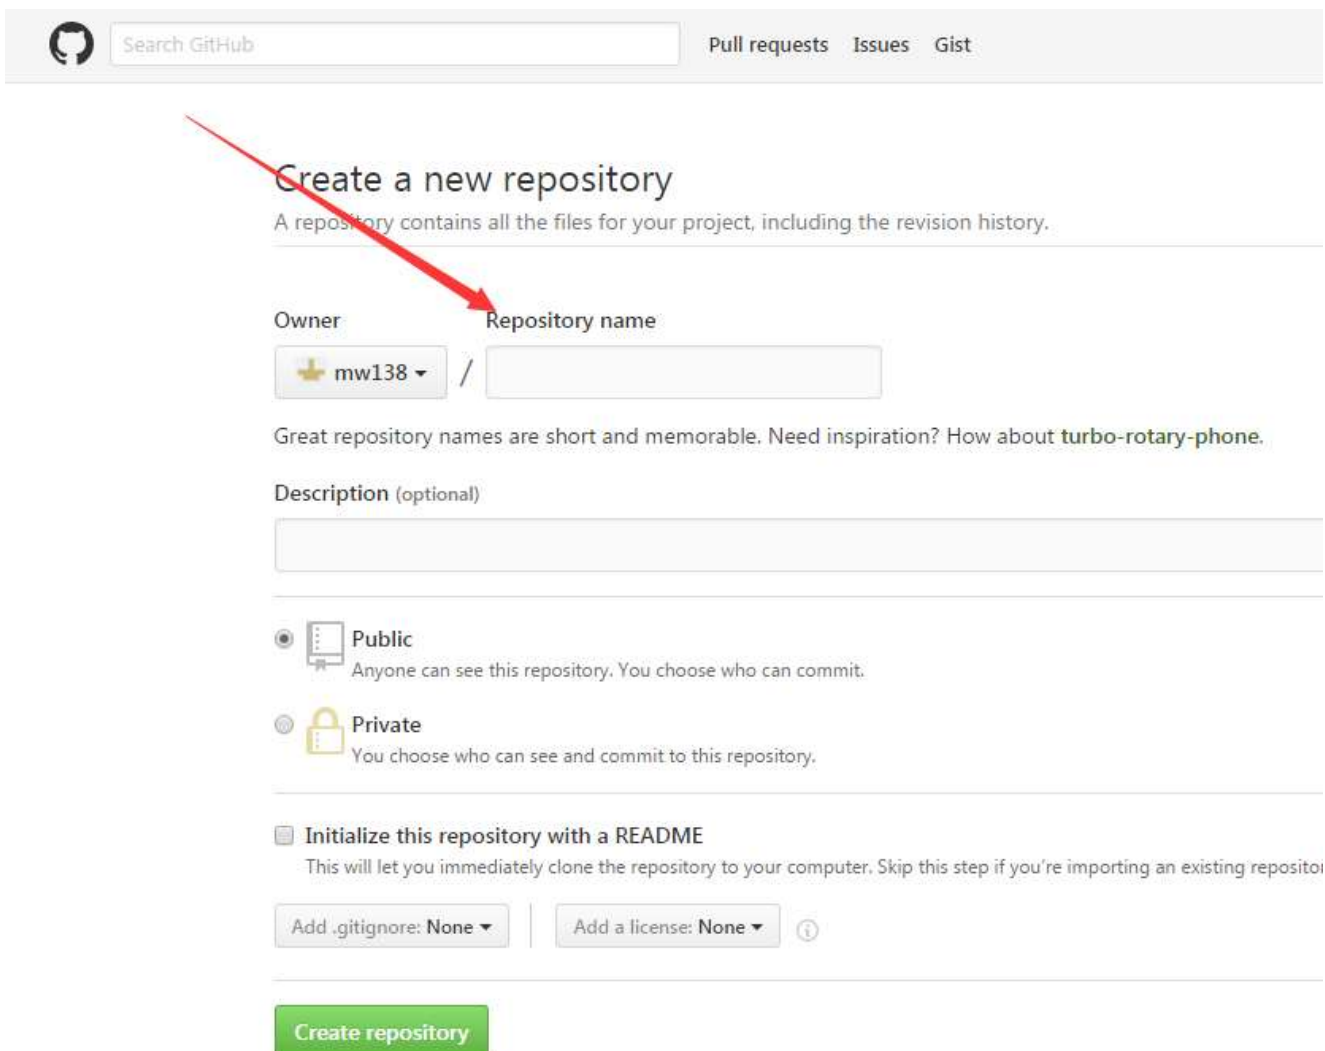 Search GitHub Pull requests Issues Gist
Create a new repository
A repository contains all the files for your project, including the revision history.
Owner Repository name
mw138 /
Great repository names are short and memorable. Need inspiration? How about turbo-rotary-phone.
Description (optional)
Public
Anyone can see this repository. You choose who can commit.
Private
You choose who can see and commit to this repository.
Initialize this repository with a README
This will let you immediately clone the repository to your computer. Skip this step if you’re importing an existing
Add .gitignore: None Add a license: None
Create repository